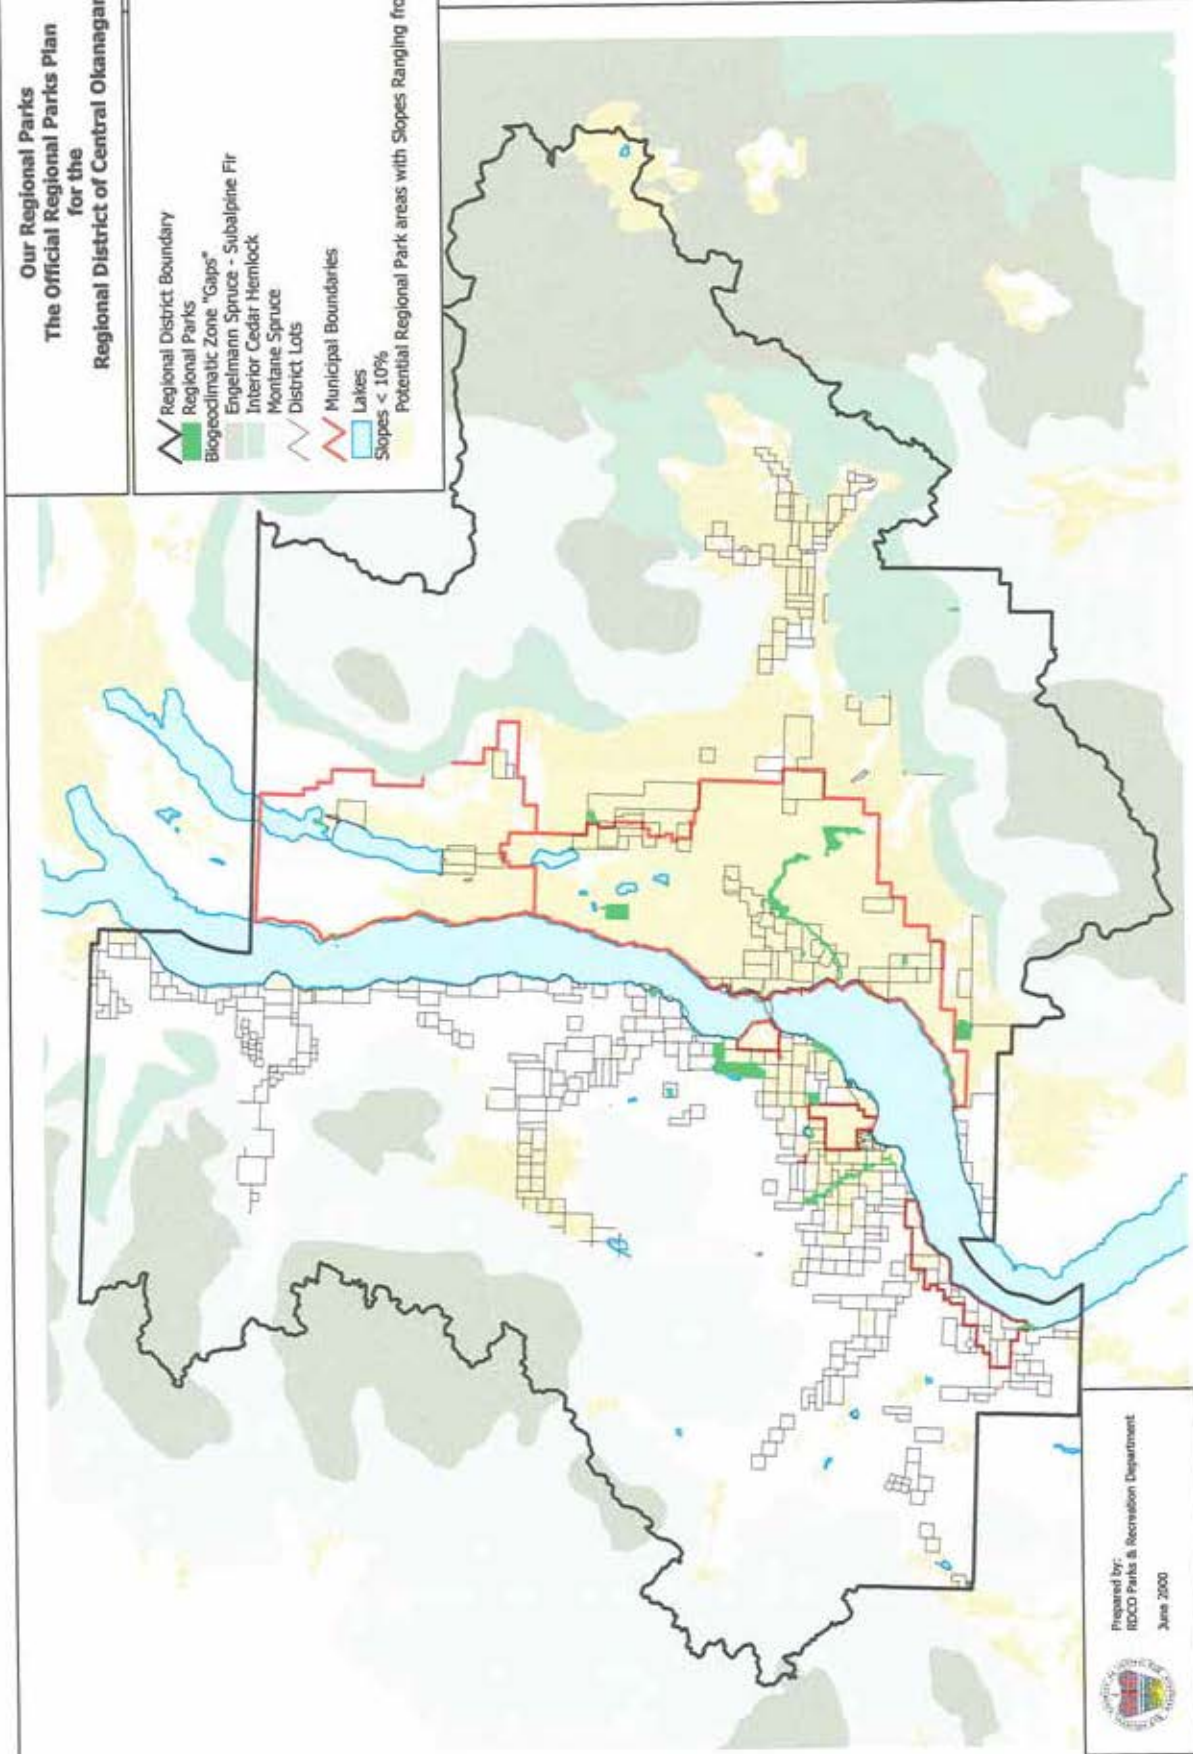 Our Regional Parks
The Official Regional Parks Plan
for the
Regional District of Central Okanagan
Regional District Boundary
Regional Parks
Biogeoclimatic Zone "Gaps"
Engelmann Spruce - Subalpine Fir
Interior Cedar Hemlock
Montane Spruce
District Lots
Municipal Boundaries
Lakes
Slopes < 10%
Potential Regional Park areas with Slopes Ranging fro
Prepared by:
RDCO Parks & Recreation Department
June 2000